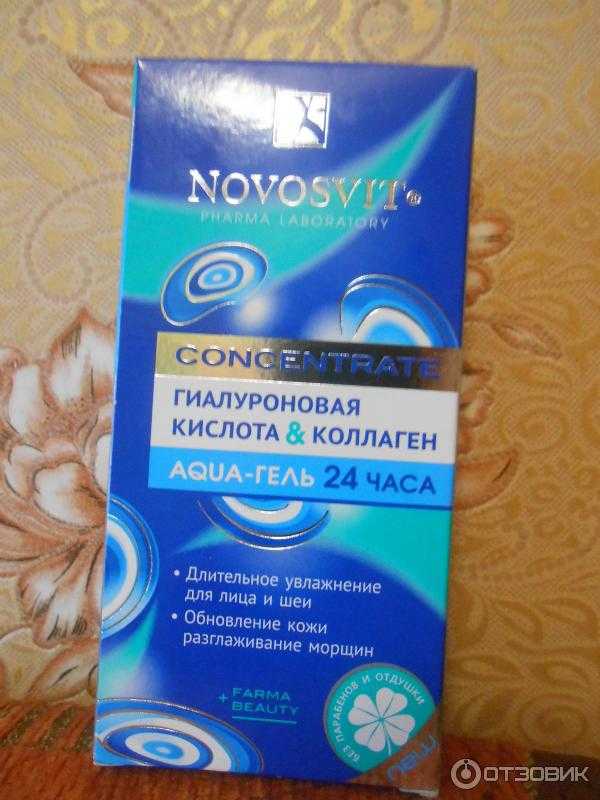 NOVOSVIT®
PHARMA LABORATORY
CONCENTRATE
ГИАЛУРОНОВАЯ
КИСЛОТА & КОЛЛАГЕН
AQUA-ГЕЛЬ 24 ЧАСА
• Длительное увлажнение
для лица и шеи
• Обновление кожи
разглаживание морщин
+ FARMA
BEAUTY
БЕЗ ПАРАБЕНОВ И ОТДУШКИ
new
ОТЗОВИК